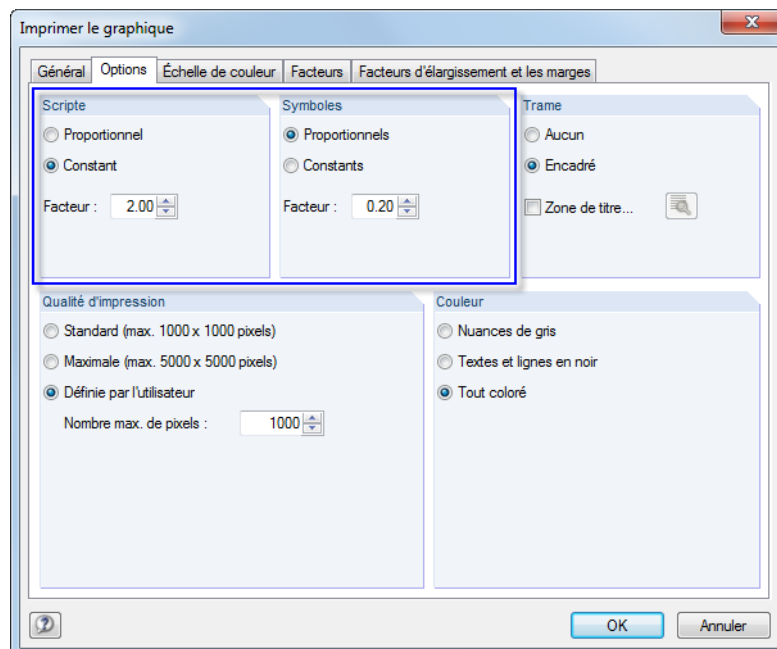 Imprimer le graphique
Général Options Échelle de couleur Facteurs Facteurs d'élargissement et les marges
Scripte
Proportionnel
Constant
Facteur : 2.00
Symboles
Proportionnels
Constants
Facteur : 0.20
Trame
Aucun
Encadré
Zone de titre...
Qualité d'impression
Standard (max. 1000 x 1000 pixels)
Maximale (max. 5000 x 5000 pixels)
Définie par l'utilisateur
Nombre max. de pixels : 1000
Couleur
Nuances de gris
Textes et lignes en noir
Tout coloré
OK Annuler